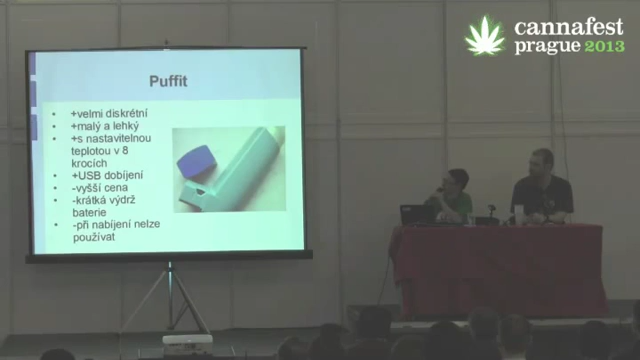 cannafest
prague 2013
Puffit
+velmi diskrétní
+malý a lehký
+s nastavitelnou
teplotou v 8
krocích
+USB dobíjení
-vyšší cena
-krátká výdrž
baterie
-při nabíjení nelze
používat